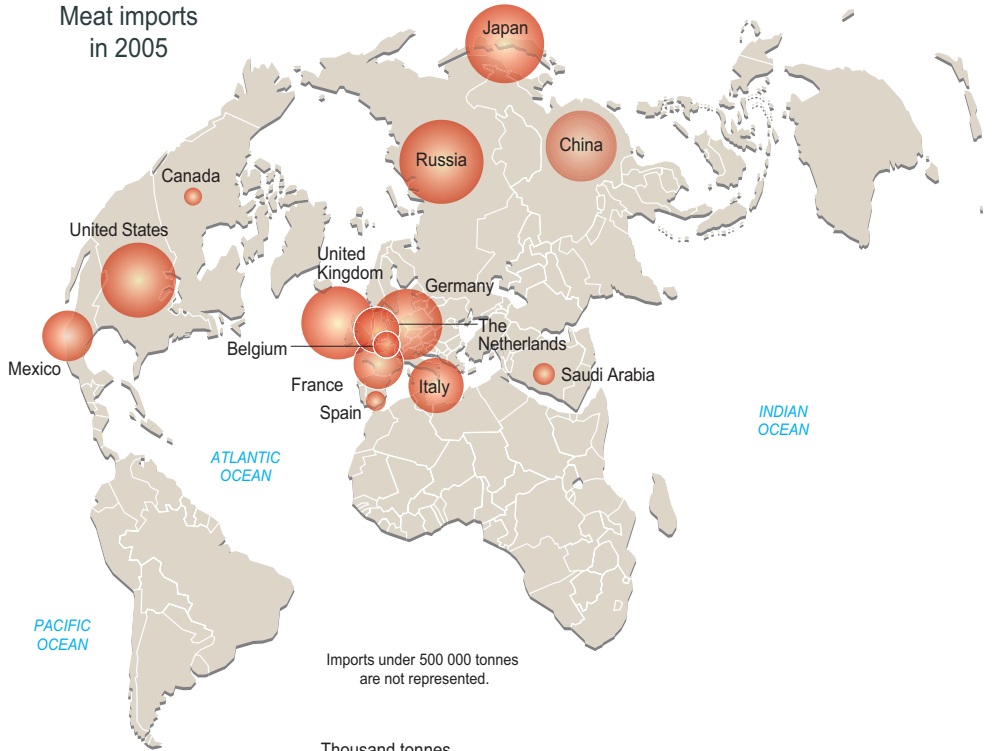 Meat imports
in 2005
Japan
China
Russia
Canada
United States
United
Kingdom
Germany
The
Netherlands
Belgium
Mexico
France
Italy
Saudi Arabia
Spain
INDIAN
OCEAN
ATLANTIC
OCEAN
PACIFIC
OCEAN
Imports under 500 000 tonnes
are not represented.
Thousand tonnes